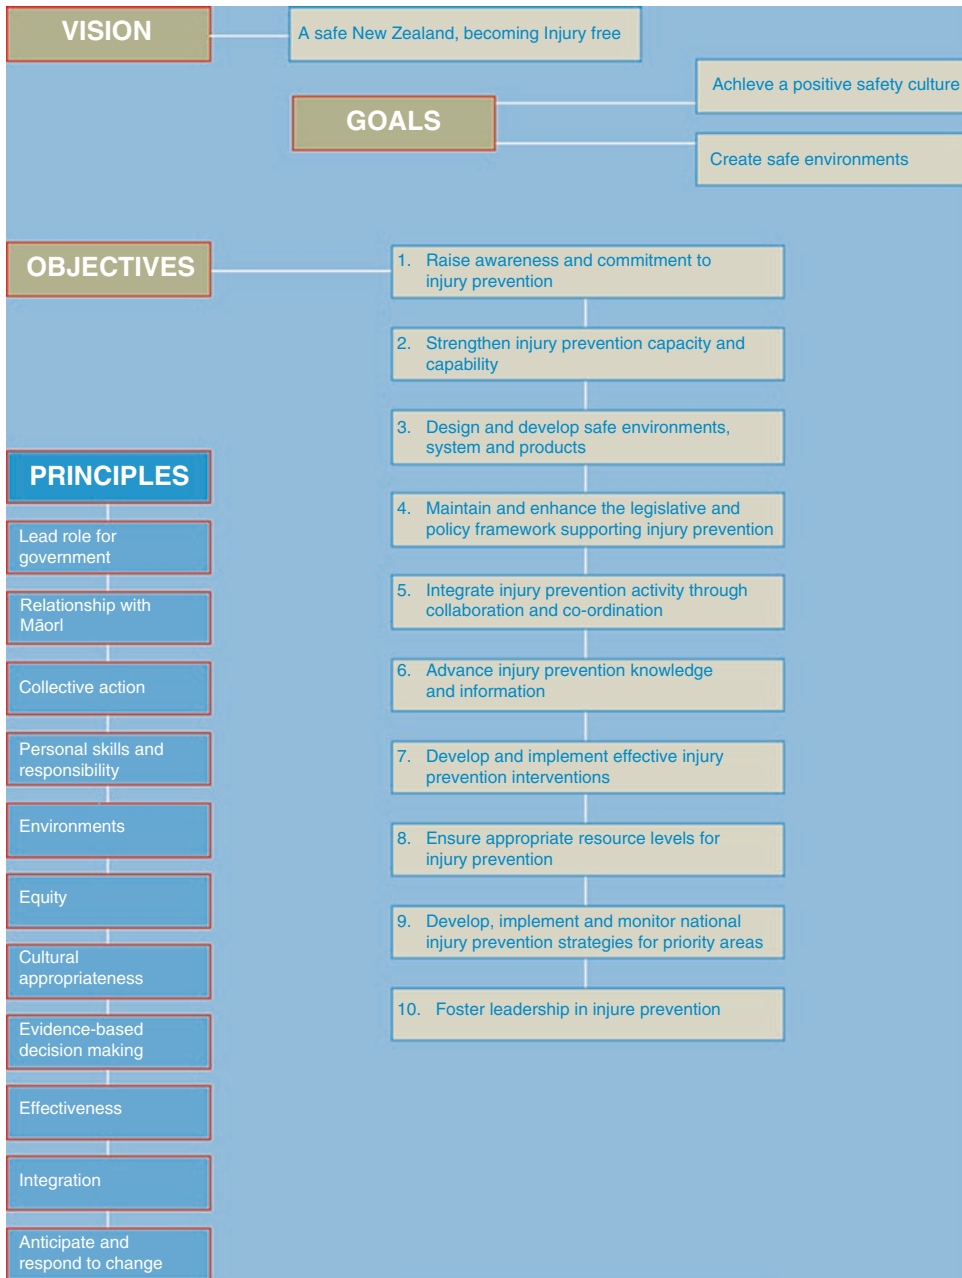 VISION
A safe New Zealand, becoming Injury free
GOALS
Achleve a positive safety culture
Create safe environments
OBJECTIVES
1. Raise awareness and commitment to
injury prevention
2. Strengthen injury prevention capacity and
capability
3. Design and develop safe environments,
system and products
4. Maintain and enhance the legislative and
policy framework supporting injury prevention
5. Integrate injury prevention activity through
collaboration and co-ordination
6. Advance injury prevention knowledge
and information
7. Develop and implement effective injury
prevention interventions
8. Ensure appropriate resource levels for
injury prevention
9. Develop, implement and monitor national
injury prevention strategies for priority areas
10. Foster leadership in injure prevention
PRINCIPLES
Lead role for
government
Relationship with
Māorl
Collective action
Personal skills and
responsibility
Environments
Equity
Cultural
appropriateness
Evidence-based
decision making
Effectiveness
Integration
Anticipate and
respond to change